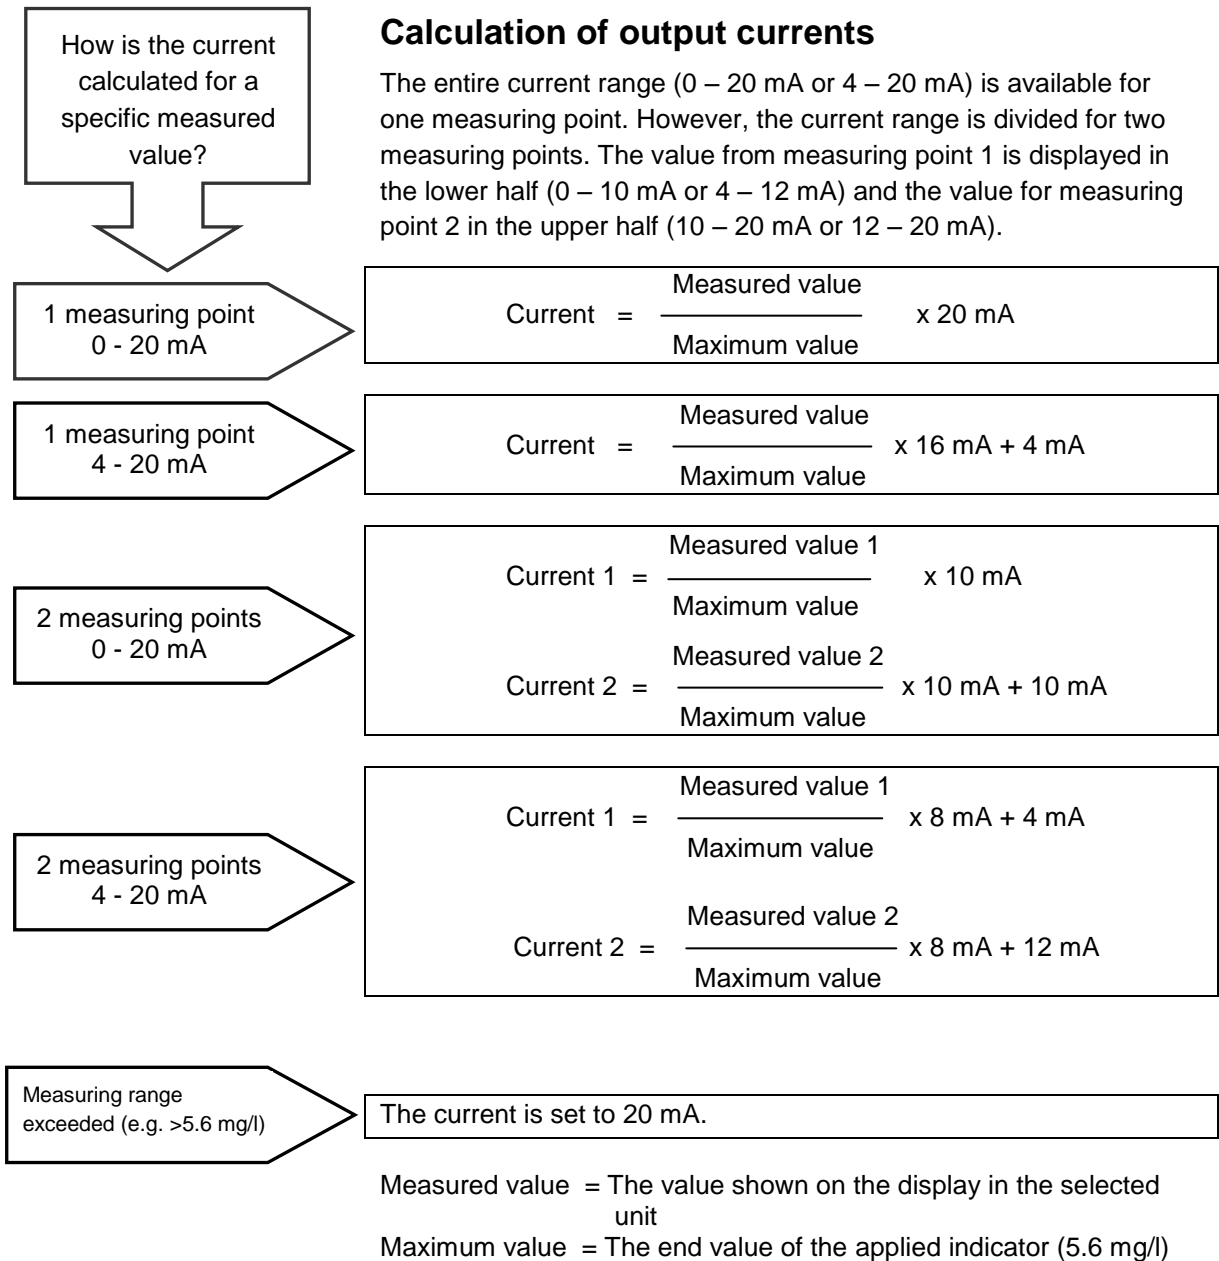 How is the current
calculated for a
specific measured
value?
Calculation of output currents
The entire current range (0 – 20 mA or 4 – 20 mA) is available for
one measuring point. However, the current range is divided for two
measuring points. The value from measuring point 1 is displayed in
the lower half (0 – 10 mA or 4 – 12 mA) and the value for measuring
point 2 in the upper half (10 – 20 mA or 12 – 20 mA).
1 measuring point
0 - 20 mA
Measured value
Current = x 20 mA
Maximum value
1 measuring point
4 - 20 mA
Measured value
Current = x 16 mA + 4 mA
Maximum value
2 measuring points
0 - 20 mA
Measured value 1
Current 1 = x 10 mA
Maximum value
Measured value 2
Current 2 = x 10 mA + 10 mA
Maximum value
2 measuring points
4 - 20 mA
Measured value 1
Current 1 = x 8 mA + 4 mA
Maximum value
Measured value 2
Current 2 = x 8 mA + 12 mA
Maximum value
Measuring range
exceeded (e.g. >5.6 mg/l)
The current is set to 20 mA.
Measured value = The value shown on the display in the selected
unit
Maximum value = The end value of the applied indicator (5.6 mg/l)